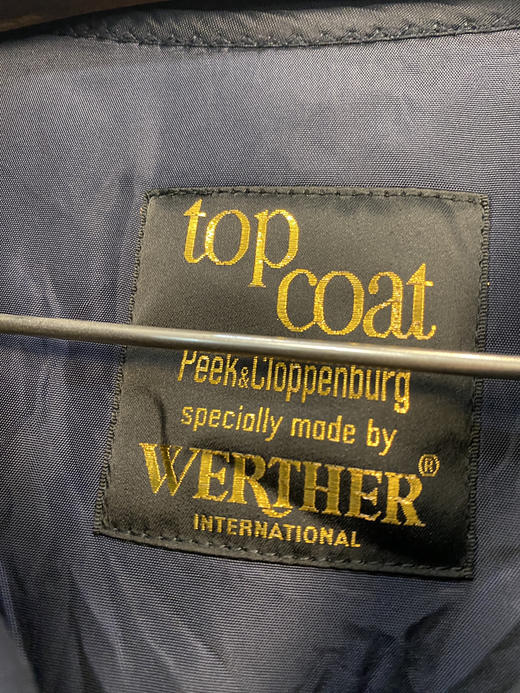 top
coat
Peek&Cloppenburg
specially made by
WERTHER®
INTERNATIONAL